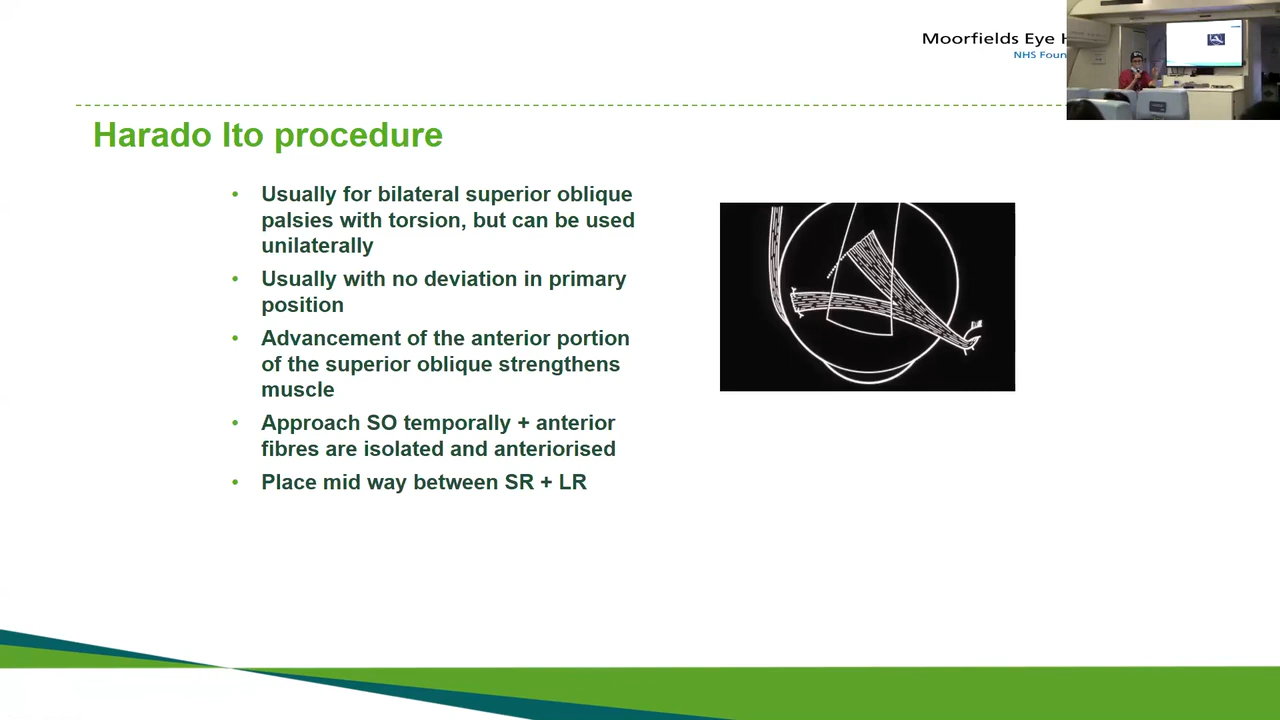 Moorfields Eye H
NHS Foun
Harado Ito procedure
• Usually for bilateral superior oblique
palsies with torsion, but can be used
unilaterally
• Usually with no deviation in primary
position
• Advancement of the anterior portion
of the superior oblique strengthens
muscle
• Approach SO temporally + anterior
fibres are isolated and anteriorised
• Place mid way between SR + LR